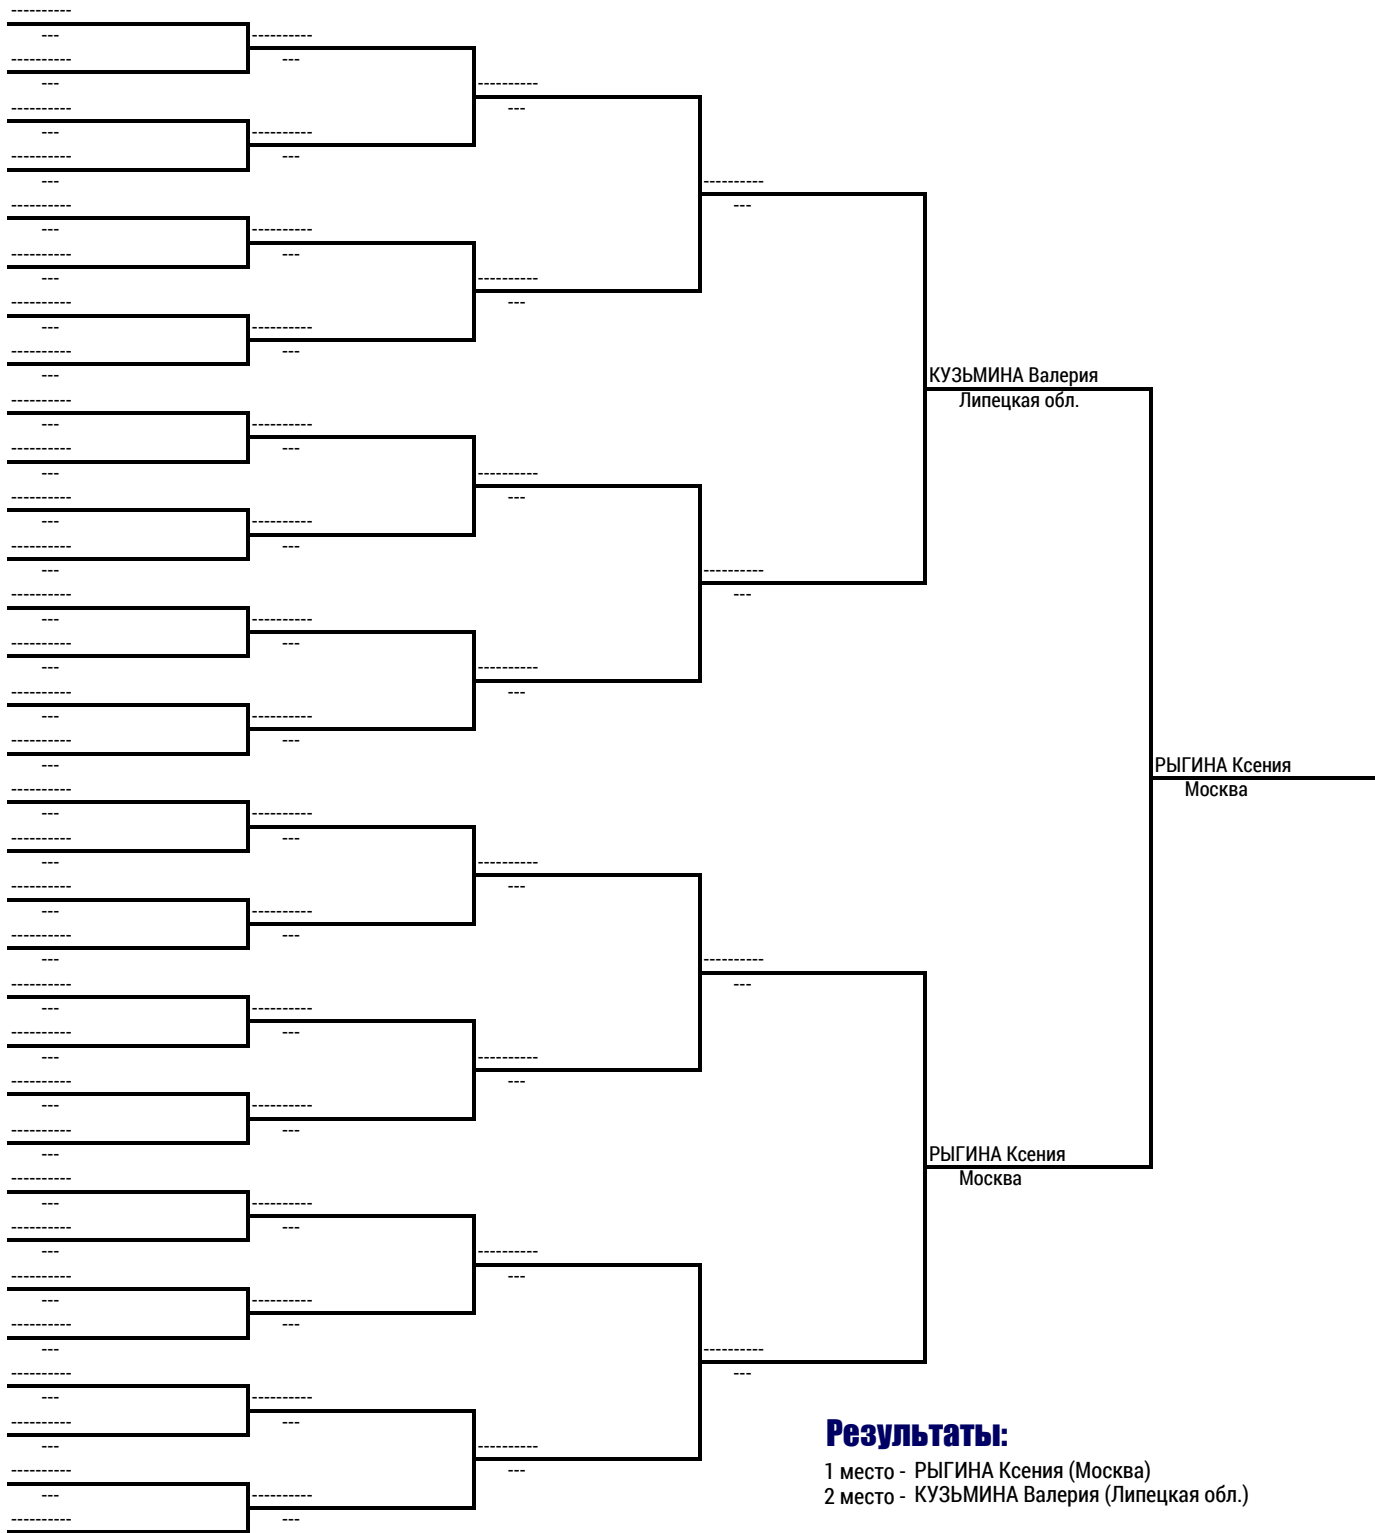 КУЗЬМИНА Валерия
Липецкая обл.
РЫГИНА Ксения
Москва
РЫГИНА Ксения
Москва
Результаты:
1 место - РЫГИНА Ксения (Москва)
2 место - КУЗЬМИНА Валерия (Липецкая обл.)